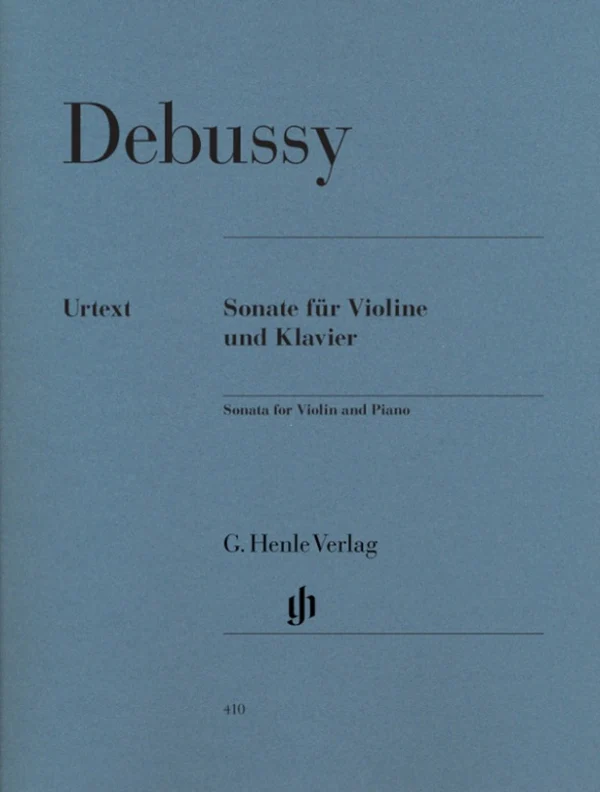 Debussy
Urtext
Sonate für Violine
und Klavier
Sonata for Violin and Piano
G. Henle Verlag
410